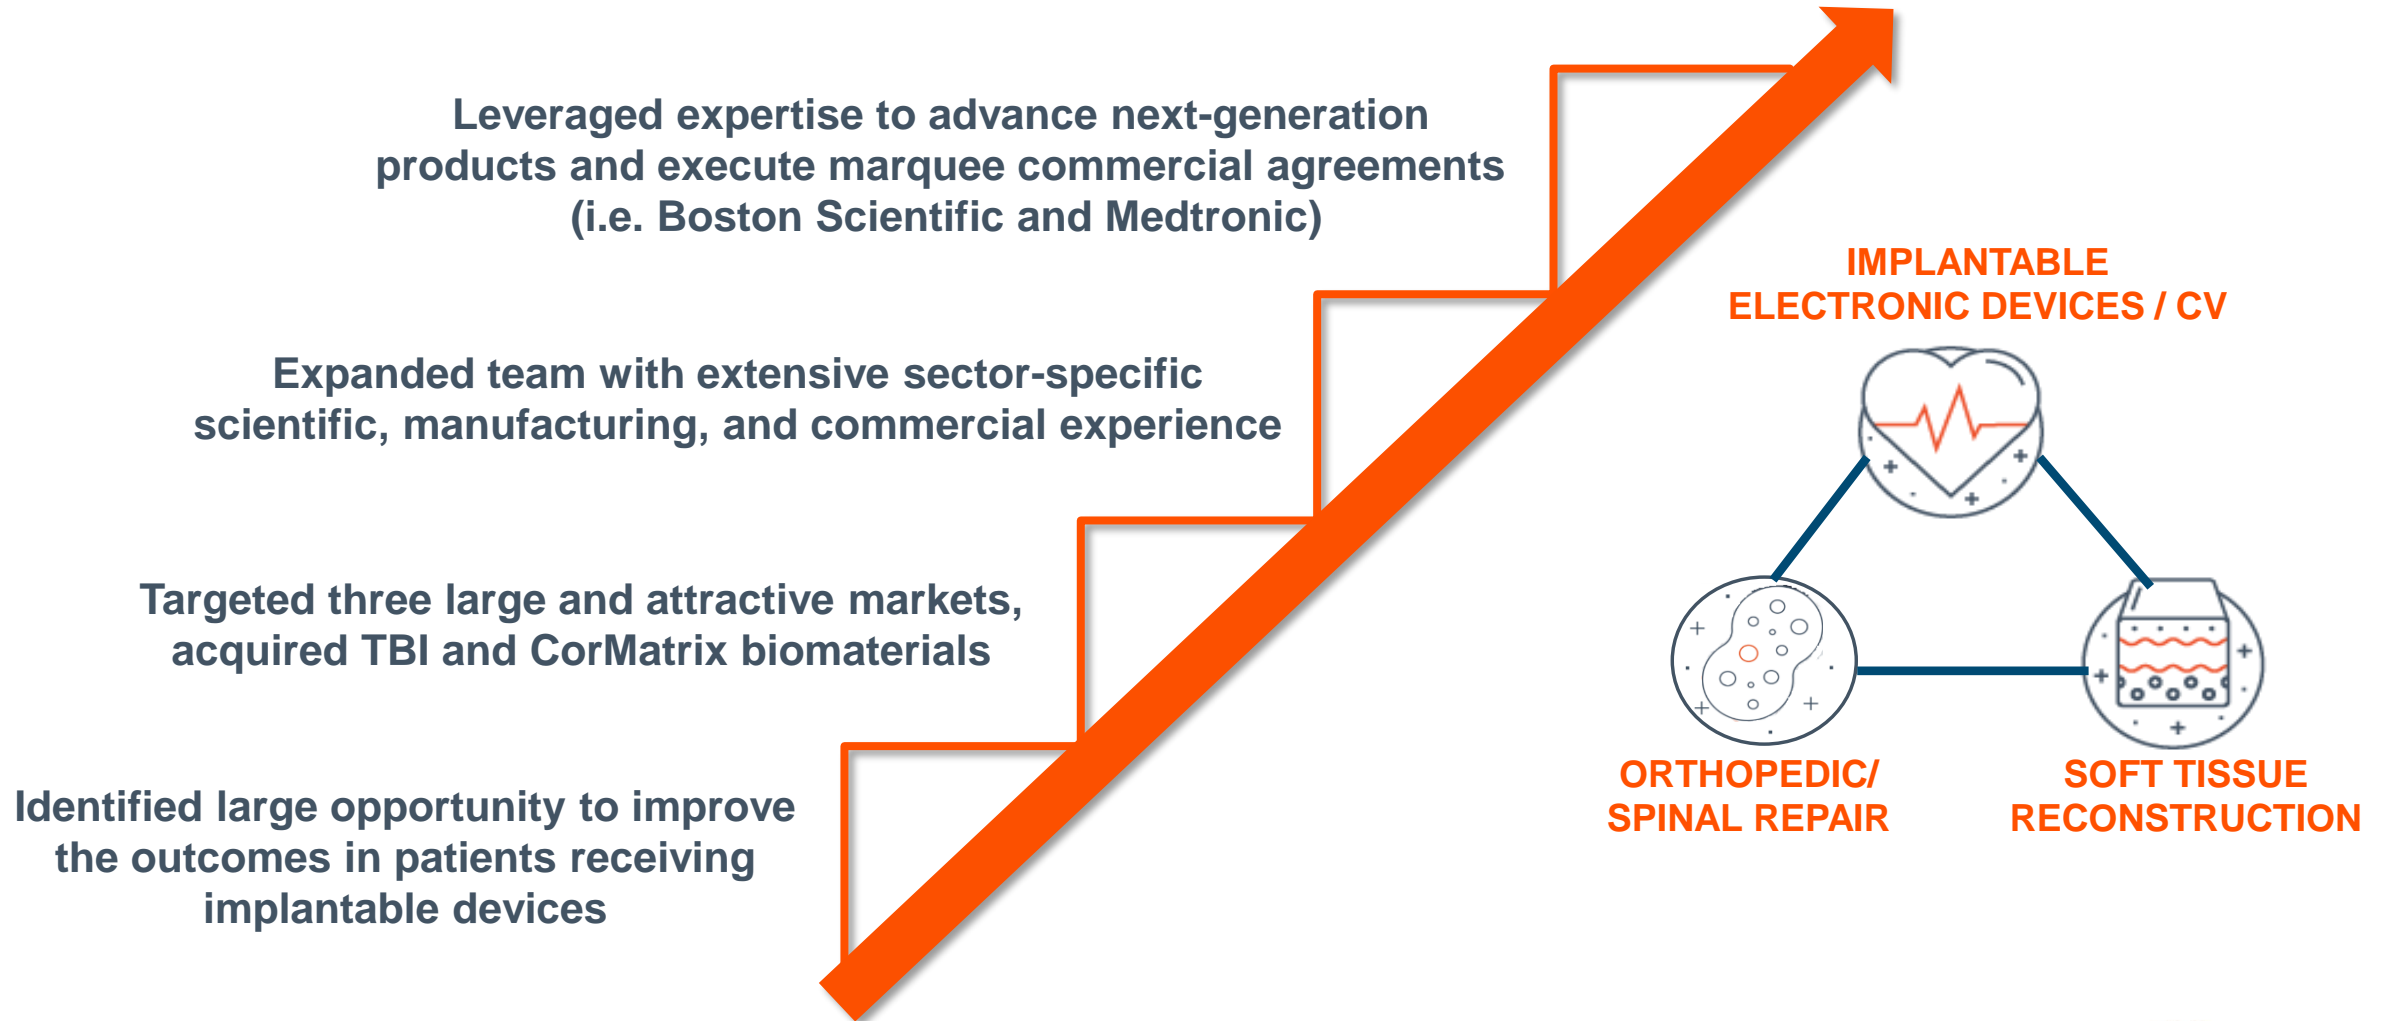 Leveraged expertise to advance next-generation
products and execute marquee commercial agreements
(i.e. Boston Scientific and Medtronic)
Expanded team with extensive sector-specific
scientific, manufacturing, and commercial experience
Targeted three large and attractive markets,
acquired TBI and CorMatrix biomaterials
Identified large opportunity to improve
the outcomes in patients receiving
implantable devices
IMPLANTABLE
ELECTRONIC DEVICES / CV
ORTHOPEDIC/
SPINAL REPAIR
SOFT TISSUE
RECONSTRUCTION